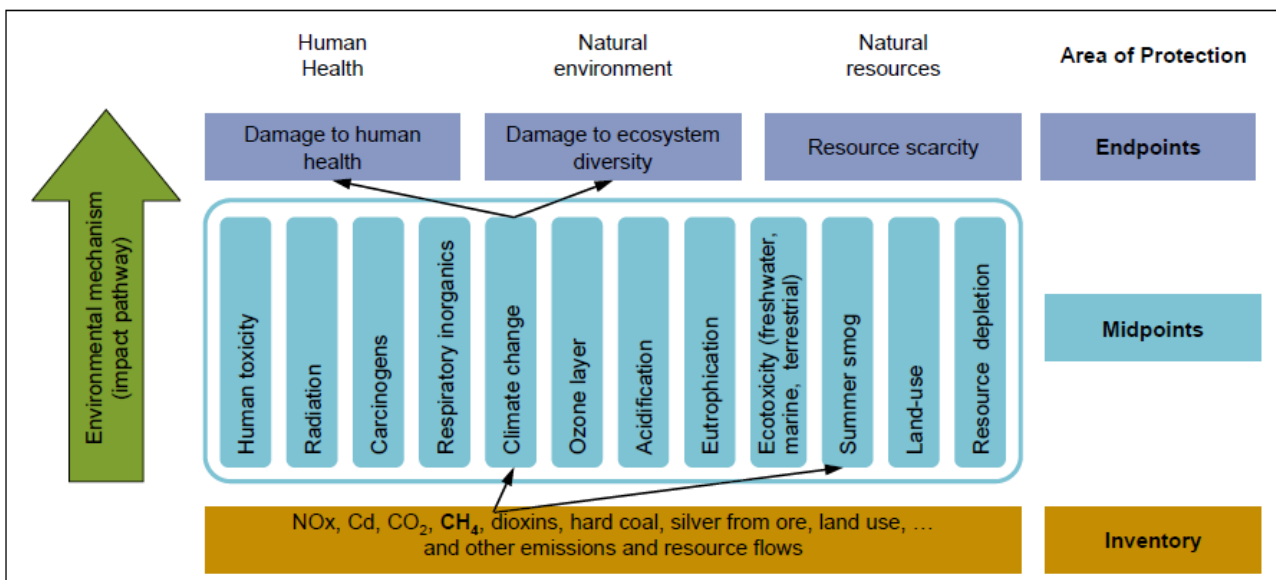 Human
Health
Natural
environment
Natural
resources
Area of Protection
Damage to human
health
Damage to ecosystem
diversity
Resource scarcity
Endpoints
Environmental mechanism
(impact pathway)
Human toxicity
Radiation
Carcinogens
Respiratory inorganics
Climate change
Ozone layer
Acidification
Eutrophication
Ecotoxicity (freshwater,
marine, terrestrial)
Summer smog
Land-use
Resource depletion
Midpoints
NOx, Cd, CO₂, CH₄, dioxins, hard coal, silver from ore, land use, …
and other emissions and resource flows
Inventory